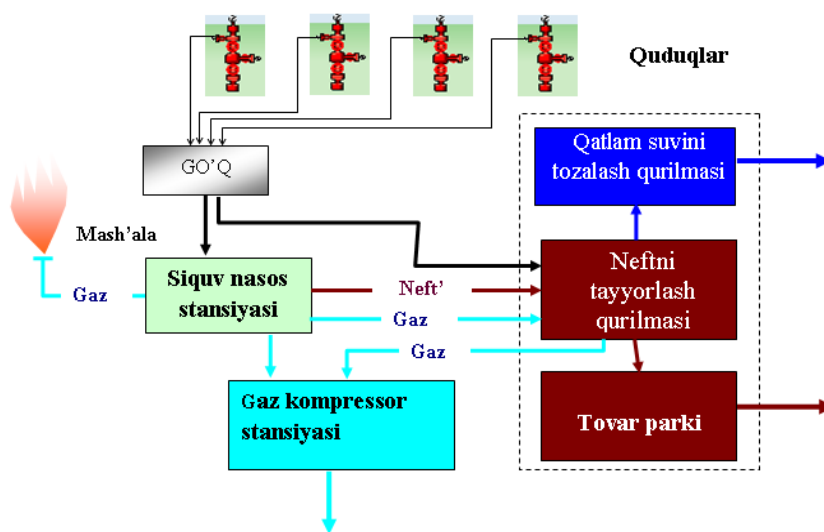 Quduqlar
GO’Q
Qatlam suvini
tozalash qurilmasi
Mash’ala
Siquv nasos
stansiyasi
Gaz
Neft’
Gaz
Gaz
Neftni
tayyorlash
qurilmasi
Gaz kompressor
stansiyasi
Tovar parki